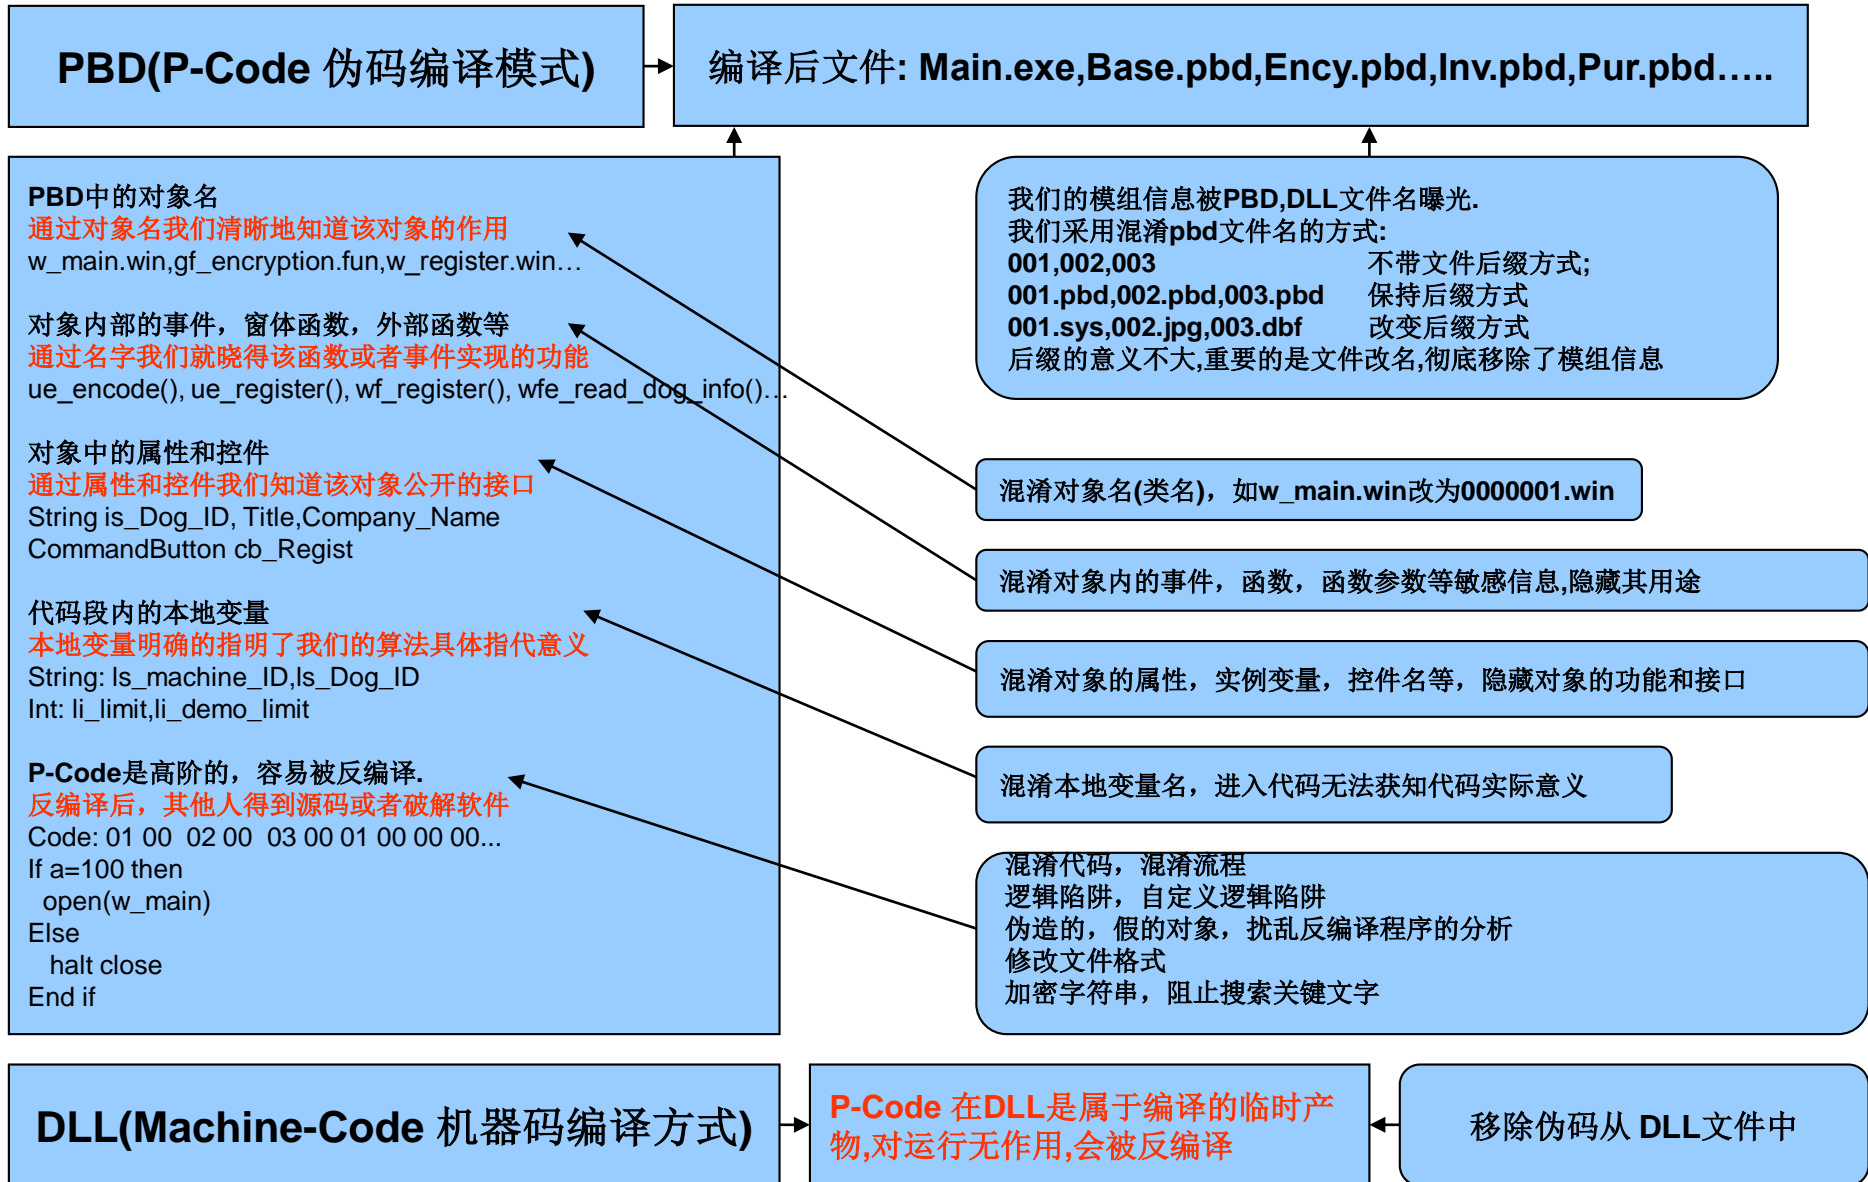 PBD(P-Code 伪码编译模式)
编译后文件: Main.exe,Base.pbd,Ency.pbd,Inv.pbd,Pur.pbd…..
PBD中的对象名
通过对象名我们清晰地知道该对象的作用
w_main.win,gf_encryption.fun,w_register.win…
对象内部的事件，窗体函数，外部函数等
通过名字我们就晓得该函数或者事件实现的功能
ue_encode(), ue_register(), wf_register(), wfe_read_dog_info()…
对象中的属性和控件
通过属性和控件我们知道该对象公开的接口
String is_Dog_ID, Title,Company_Name
CommandButton cb_Regist
代码段内的本地变量
本地变量明确的指明了我们的算法具体指代意义
String: ls_machine_ID,ls_Dog_ID
Int: li_limit,li_demo_limit
P-Code是高阶的，容易被反编译.
反编译后，其他人得到源码或者破解软件
Code: 01 00  02 00  03 00 01 00 00 00...
If a=100 then
open(w_main)
Else
halt close
End if
我们的模组信息被PBD,DLL文件名曝光.
我们采用混淆pbd文件名的方式:
001,002,003 不带文件后缀方式;
001.pbd,002.pbd,003.pbd 保持后缀方式
001.sys,002.jpg,003.dbf 改变后缀方式
后缀的意义不大,重要的是文件改名,彻底移除了模组信息
混淆对象名(类名)，如w_main.win改为0000001.win
混淆对象内的事件，函数，函数参数等敏感信息,隐藏其用途
混淆对象的属性，实例变量，控件名等，隐藏对象的功能和接口
混淆本地变量名，进入代码无法获知代码实际意义
混淆代码，混淆流程
逻辑陷阱，自定义逻辑陷阱
伪造的，假的对象，扰乱反编译程序的分析
修改文件格式
加密字符串，阻止搜索关键文字
DLL(Machine-Code 机器码编译方式)
P-Code 在DLL是属于编译的临时产
物,对运行无作用,会被反编译
移除伪码从 DLL文件中